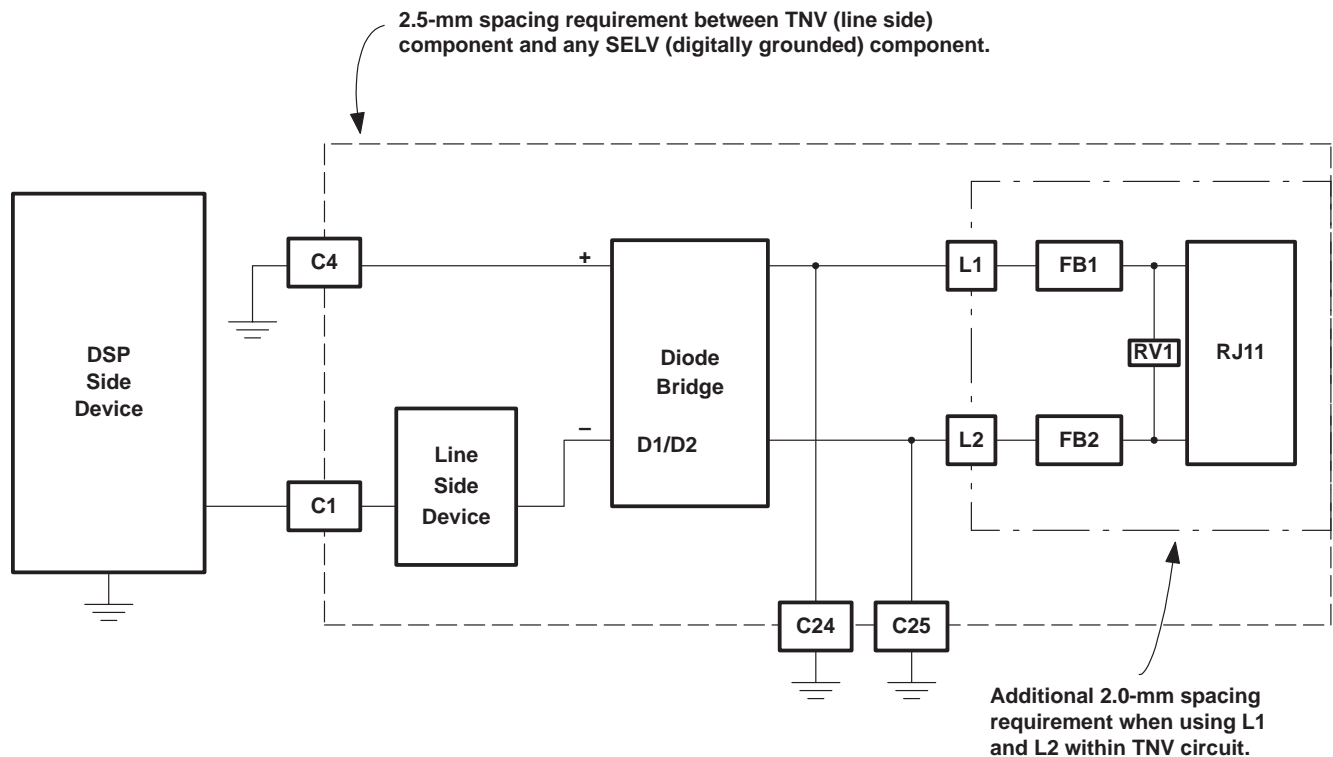 2.5-mm spacing requirement between TNV (line side)
component and any SELV (digitally grounded) component.
C4
+
L1
FB1
DSP
Side
Device
Diode
Bridge
RV1
RJ11
–
D1/D2
L2
FB2
Line
Side
Device
C1
C24
C25
Additional 2.0-mm spacing
requirement when using L1
and L2 within TNV circuit.